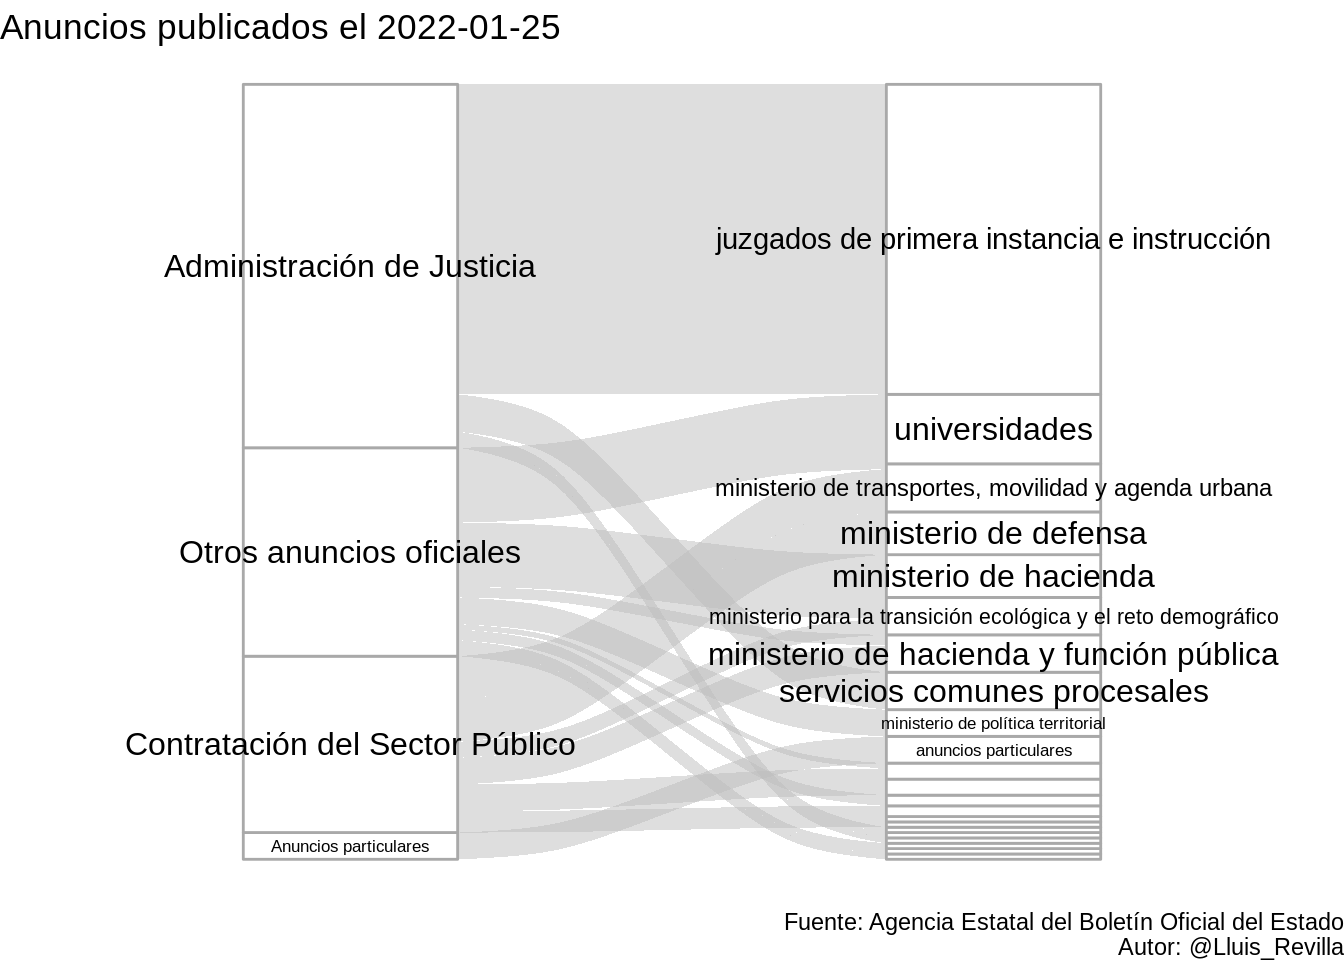 Anuncios publicados el 2022-01-25
Administración de Justicia
Otros anuncios oficiales
Contratación del Sector Público
Anuncios particulares
juzgados de primera instancia e instrucción
universidades
ministerio de transportes, movilidad y agenda urbana
ministerio de defensa
ministerio de hacienda
ministerio para la transición ecológica y el reto demográfico
ministerio de hacienda y función pública
servicios comunes procesales
ministerio de política territorial
anuncios particulares
Fuente: Agencia Estatal del Boletín Oficial del Estado
Autor: @Lluis_Revilla